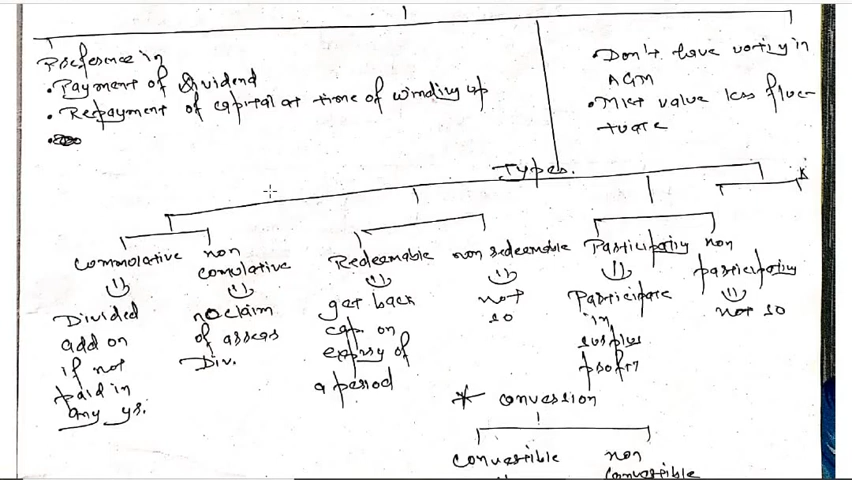 Preference in
• Payment of Dividend
• Repayment of capital at time of winding up
• Don't have voting in
AGM
• Mkt value less fluc-
tuate
Types.
*
Commolative
non
comulative
Redeemable
non redeemable
Participating
non
participating
Divided
add on
if not
paid in
any yr.
no claim
of arrears
Div.
get back
cap. on
expiry of
a period
not
so
Participate
in
surplus
profit
not so
* conversion
convertible
non
convertible